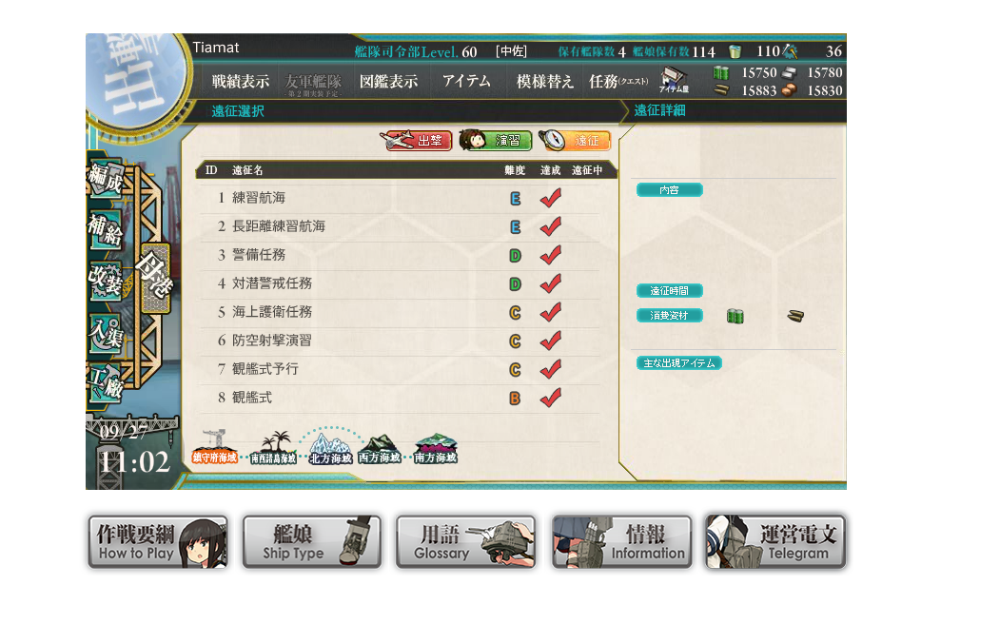 出撃
Tiamat 艦隊司令部Level. 60 [中佐] 保有艦隊数 4 艦娘保有数 114 110 36
戦績表示 友軍艦隊 図鑑表示 アイテム 模様替え 任務(クエスト) アイテム屋 15750 15780
第2期実装予定 15883 15830
遠征選択 遠征詳細
出撃 演習 遠征
ID 遠征名 難度 達成 遠征中
1 練習航海 E
2 長距離練習航海 E
3 警備任務 D
4 対潜警戒任務 D
5 海上護衛任務 C
6 防空射撃演習 C
7 観艦式予行 C
8 観艦式 B
内容
遠征時間
消費資材
主な出現アイテム
編成
補給
母港
改装
入渠
工廠
鎮守府海域 南西諸島海域 北方海域 西方海域 南方海域
09/27
11:02
作戦要綱 艦娘 用語 情報 運営電文
How to Play Ship Type Glossary Information Telegram